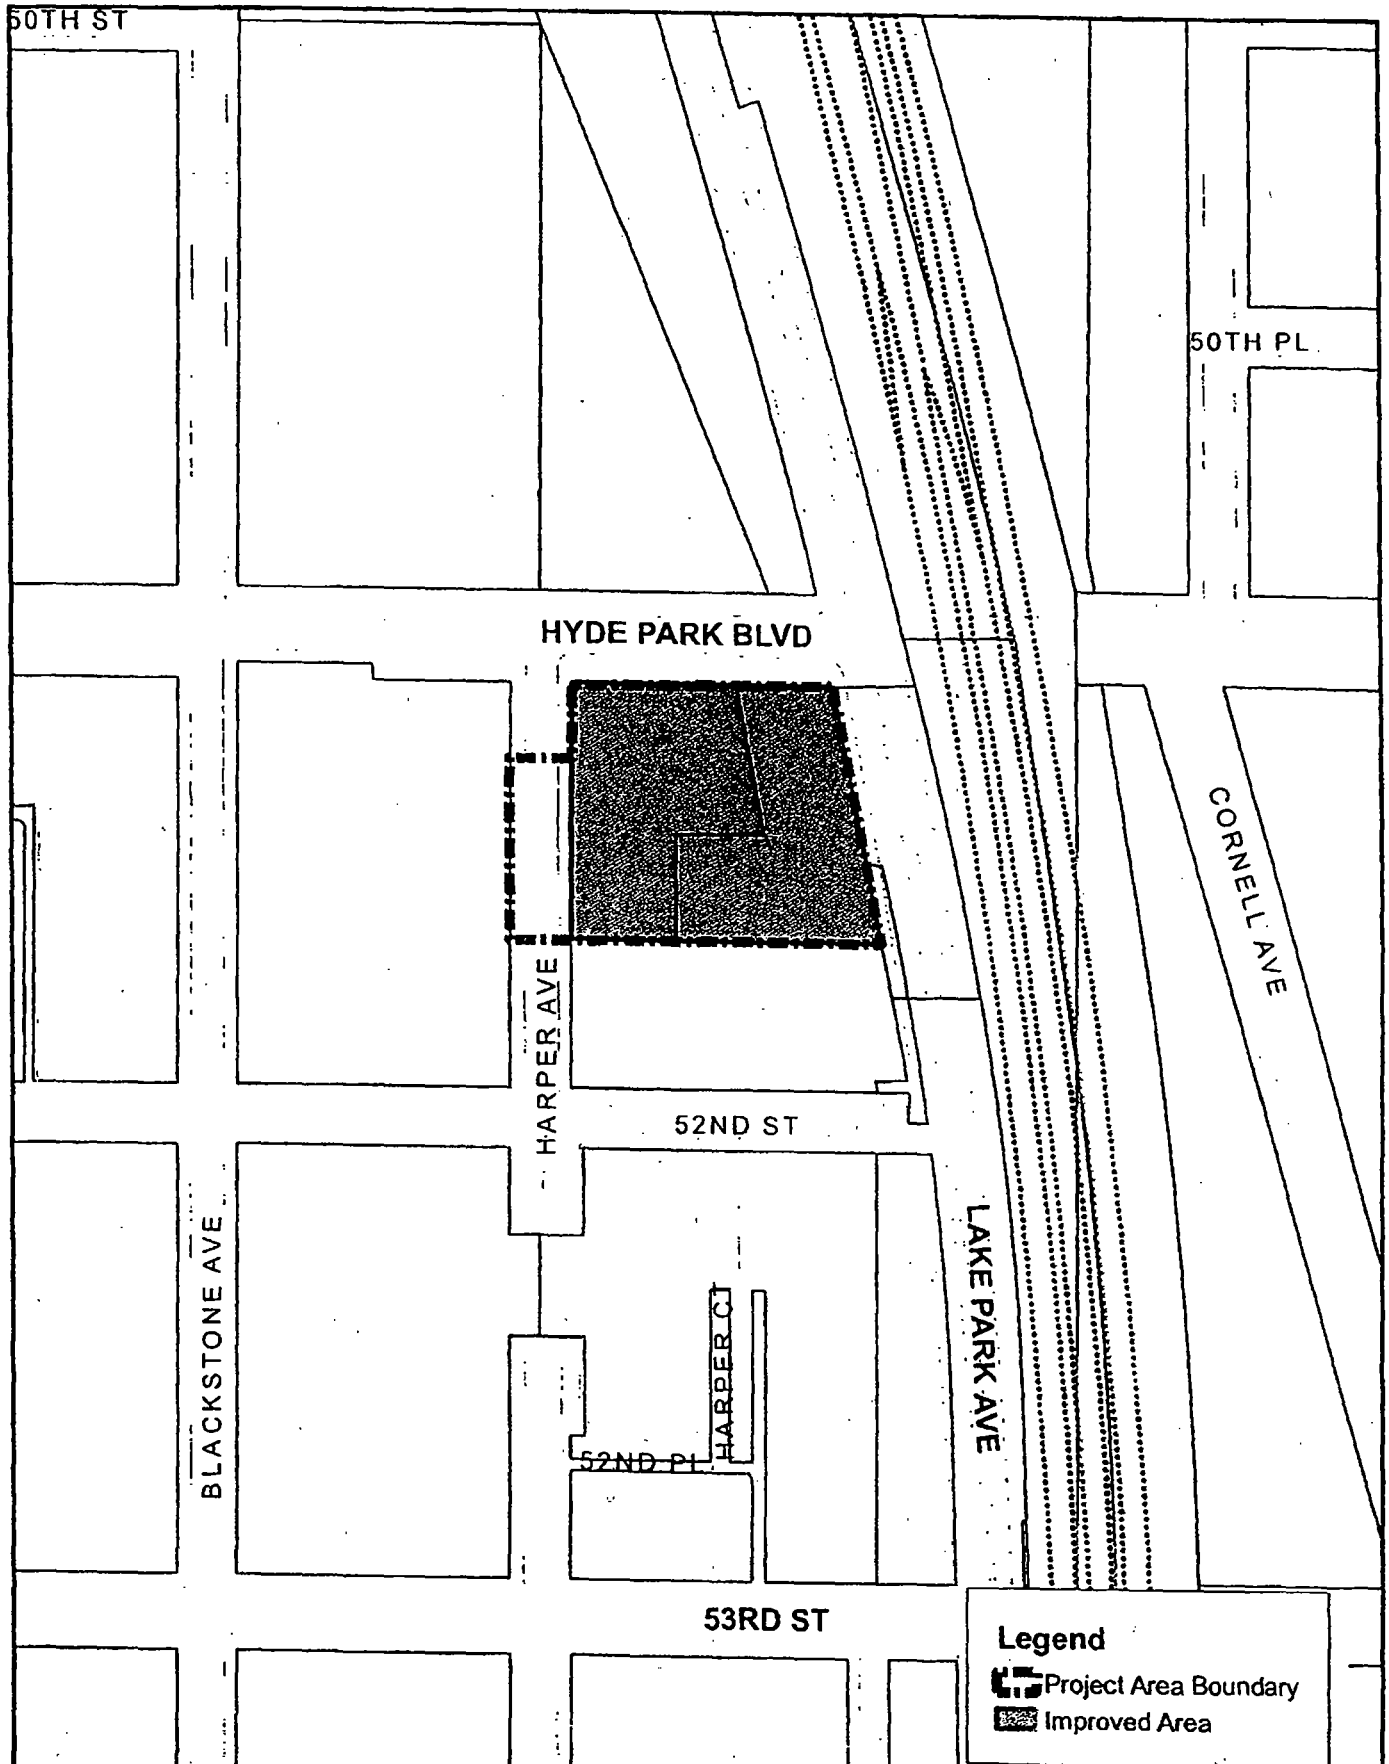 50TH ST
50TH PL
HYDE PARK BLVD
CORNELL AVE
HARPER AVE
52ND ST
BLACKSTONE AVE
LAKE PARK AVE
HARPER CT
52ND PL
53RD ST
Legend
Project Area Boundary
Improved Area